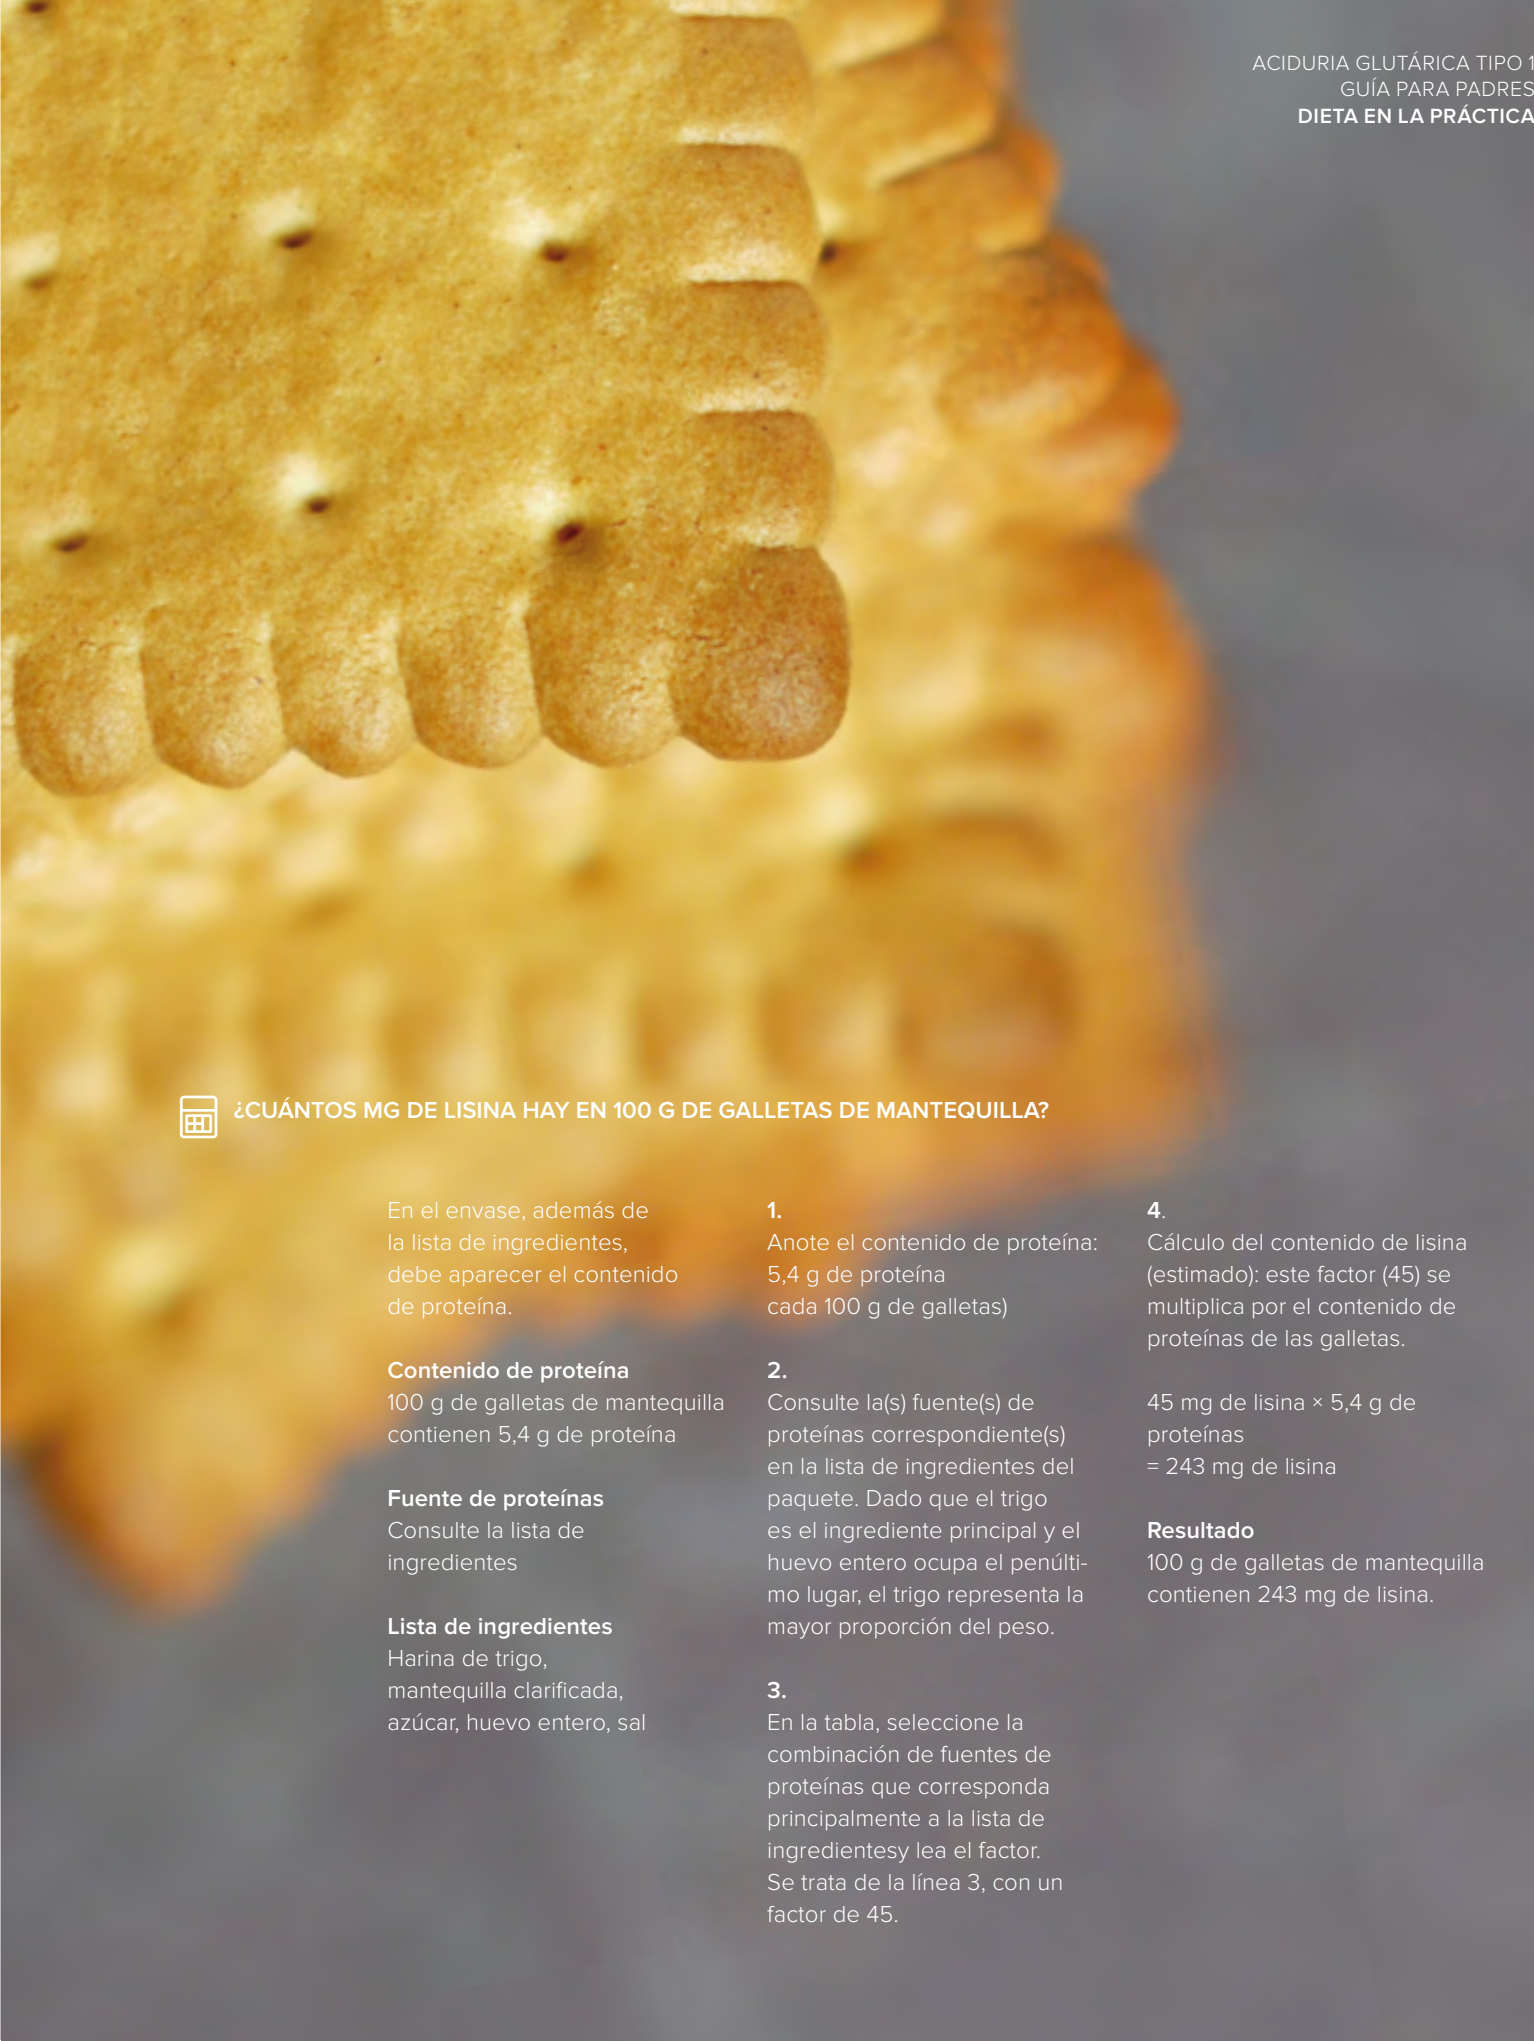 ACIDURIA GLUTÁRICA TIPO 1
GUÍA PARA PADRES
DIETA EN LA PRÁCTICA
¿CUÁNTOS MG DE LISINA HAY EN 100 G DE GALLETAS DE MANTEQUILLA?
En el envase, además de
la lista de ingredientes,
debe aparecer el contenido
de proteína.
Contenido de proteína
100 g de galletas de mantequilla
contienen 5,4 g de proteína
Fuente de proteínas
Consulte la lista de
ingredientes
Lista de ingredientes
Harina de trigo,
mantequilla clarificada,
azúcar, huevo entero, sal
1.
Anote el contenido de proteína:
5,4 g de proteína
cada 100 g de galletas)
2.
Consulte la(s) fuente(s) de
proteínas correspondiente(s)
en la lista de ingredientes del
paquete. Dado que el trigo
es el ingrediente principal y el
huevo entero ocupa el penúlti-
mo lugar, el trigo representa la
mayor proporción del peso.
3.
En la tabla, seleccione la
combinación de fuentes de
proteínas que corresponda
principalmente a la lista de
ingredientesy lea el factor.
Se trata de la línea 3, con un
factor de 45.
4.
Cálculo del contenido de lisina
(estimado): este factor (45) se
multiplica por el contenido de
proteínas de las galletas.
45 mg de lisina × 5,4 g de
proteínas
= 243 mg de lisina
Resultado
100 g de galletas de mantequilla
contienen 243 mg de lisina.